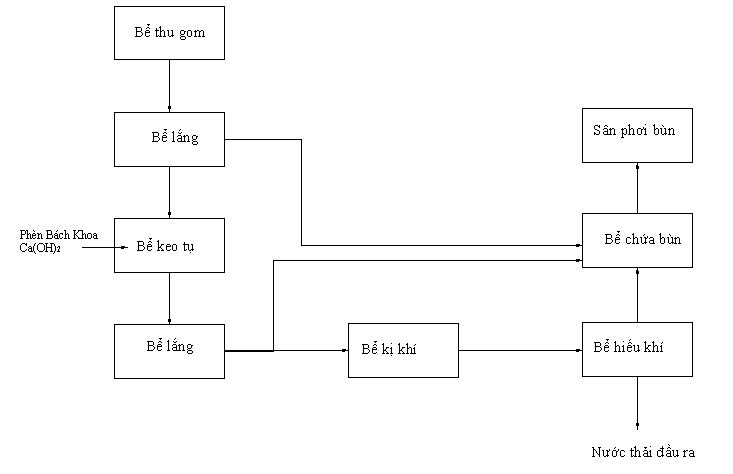 Bể thu gom
Bể lắng
Sân phơi bùn
Phèn Bách Khoa
Ca(OH)₂
Bể keo tụ
Bể chứa bùn
Bể lắng
Bể kị khí
Bể hiếu khí
Nước thải đầu ra